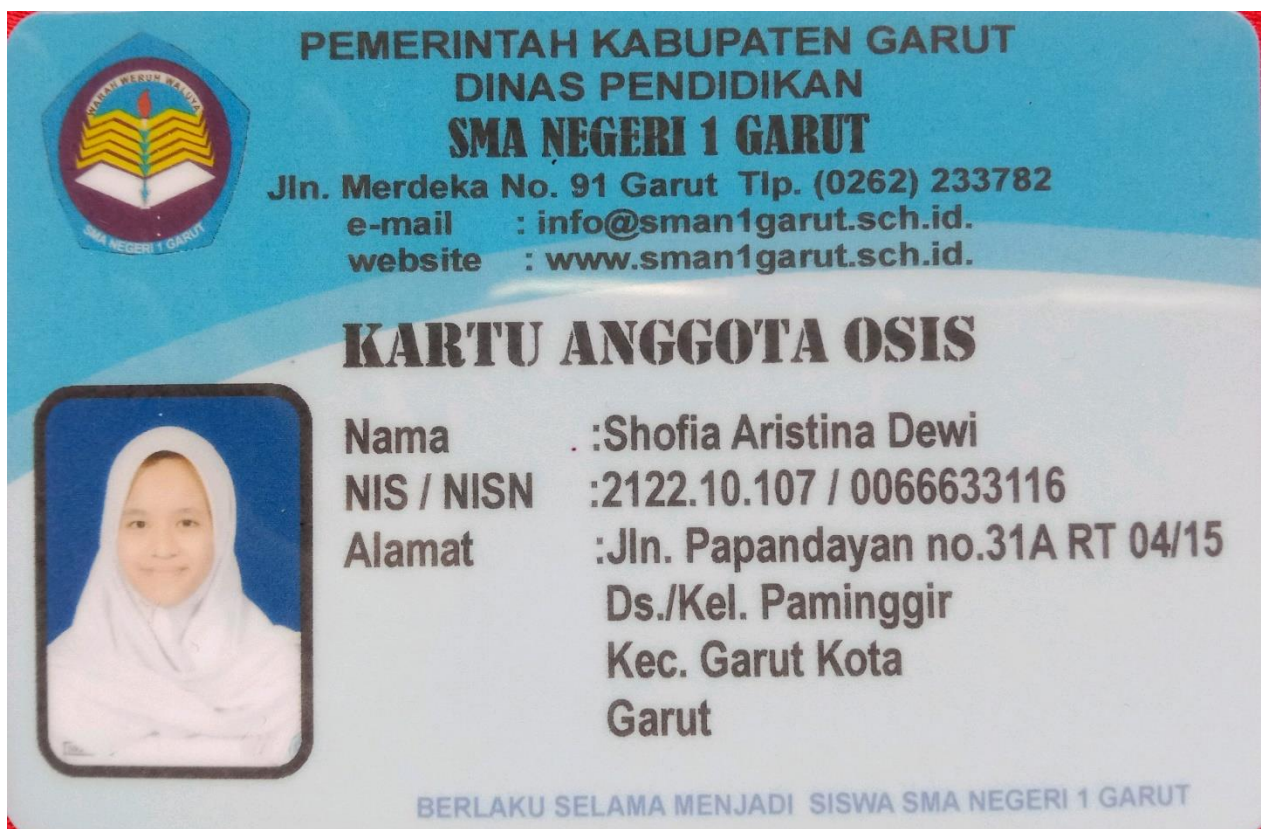 PEMERINTAH KABUPATEN GARUT
DINAS PENDIDIKAN
SMA NEGERI 1 GARUT
Jln. Merdeka No. 91 Garut Tlp. (0262) 233782
e-mail : info@sman1garut.sch.id.
website : www.sman1garut.sch.id.
WARAH WERUH WALUYA
SMA NEGERI 1 GARUT
KARTU ANGGOTA OSIS
Nama :Shofia Aristina Dewi
NIS / NISN :2122.10.107 / 0066633116
Alamat :Jln. Papandayan no.31A RT 04/15
Ds./Kel. Paminggir
Kec. Garut Kota
Garut
BERLAKU SELAMA MENJADI SISWA SMA NEGERI 1 GARUT